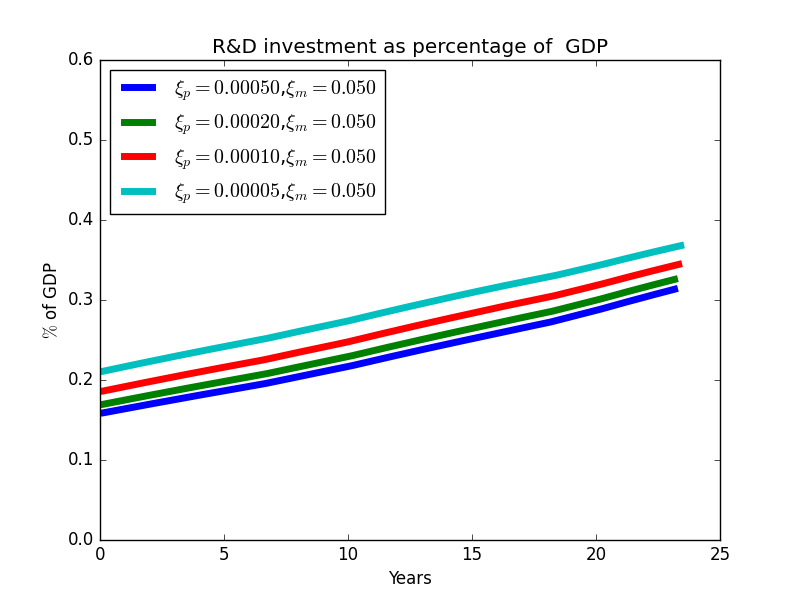 R&D investment as percentage of  GDP
0.6
0.5
0.4
0.3
0.2
0.1
0.0
% of GDP
ξp = 0.00050,ξm = 0.050
ξp = 0.00020,ξm = 0.050
ξp = 0.00010,ξm = 0.050
ξp = 0.00005,ξm = 0.050
0 5 10 15 20 25
Years